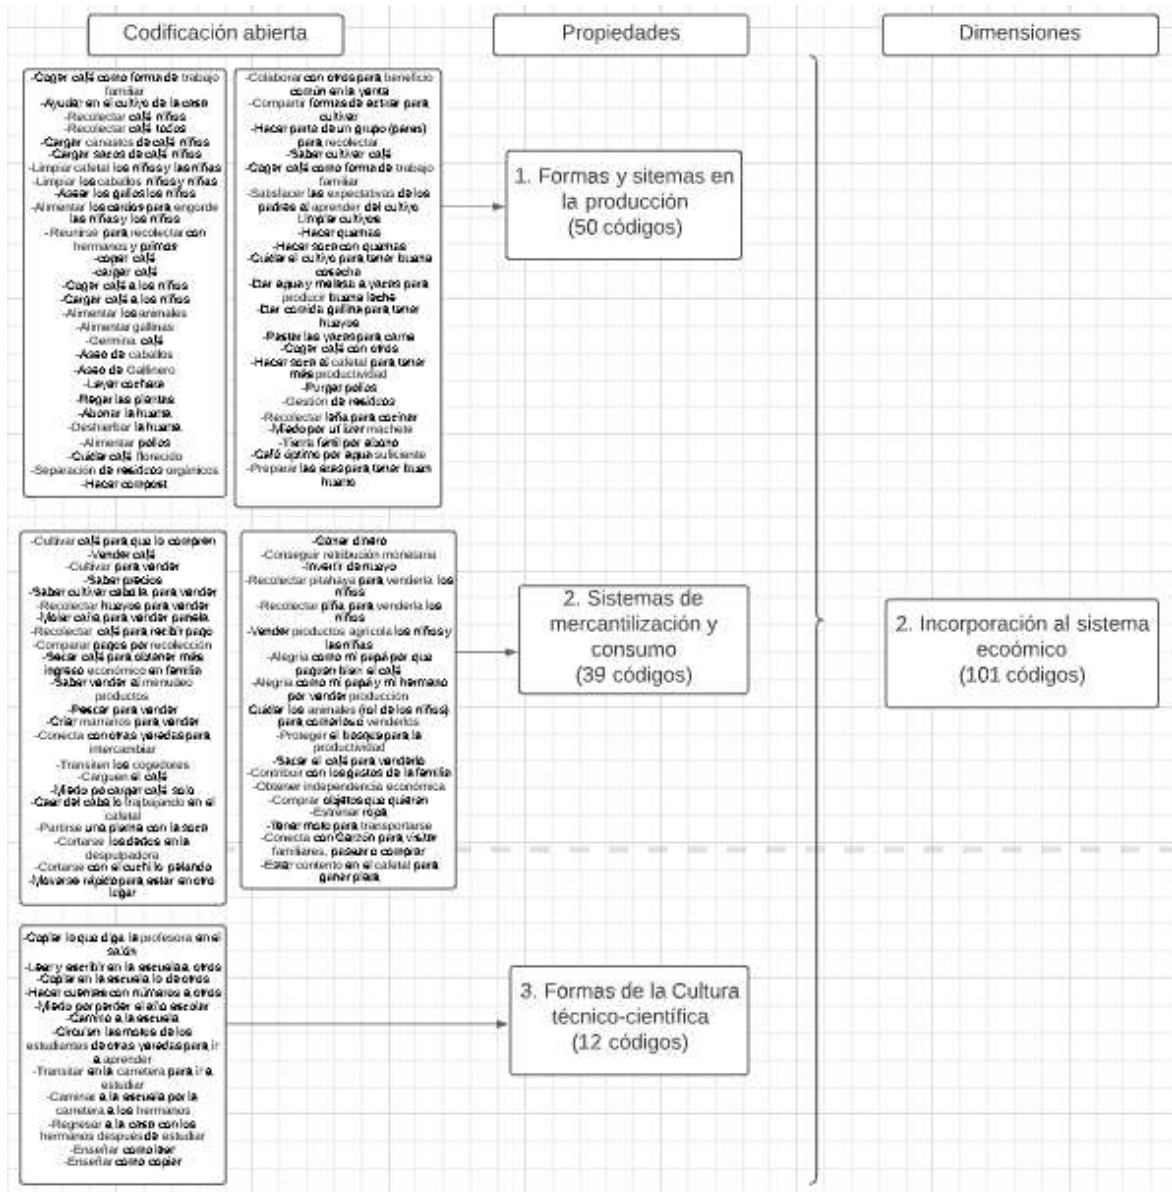 Codificación abierta
Propiedades
Dimensiones
-Coger café como forma de trabajo
familiar
-Ayudar en el cultivo de la casa
-Recolectar café niños
-Recolectar café todos
-Cargar canastos de café niños
-Cargar sacos de café niños
-Limpiar cafetal los niños y las niñas
-Limpiar los caballos niños y niñas
-Asear los gallos los niños
-Alimentar los cerdos para engorde
las niñas y los niños
-Reunirse para recolectar con
hermanos y primos
-coger café
-cargar café
-Coger café a los niños
-Cargar café a los niños
-Alimentar los animales
-Alimentar gallinas
-Germina café
-Aseo de caballos
-Aseo de Gallinero
-Lavar cochera
-Regar las plantas
-Abonar la huerta
-Deshierbar la huerta
-Alimentar pollos
-Cuidar café florecido
-Separación de residuos orgánicos
-Hacer compost
-Colaborar con otros para beneficio
común en la venta
-Compartir formas de actuar para
cultivar
-Hacer parte de un grupo (pares)
para recolectar
-Saber cultivar café
-Coger café como forma de trabajo
familiar
-Satisfacer las expectativas de los
padres al aprender del cultivo
Limpiar cultivos
-Hacer quemas
-Hacer soca con quemas
-Cuidar el cultivo para tener buena
cosecha
-Dar agua y melaza a vacas para
producir buena leche
-Dar comida gallina para tener
huevos
-Pastar las vacas para carne
-Coger café con otros
-Hacer soca al cafetal para tener
más productividad
-Purgar pollos
-Gestión de residuos
-Recolectar leña para cocinar
-Miedo por utilizar machete
-Tierra fértil por abono
-Café óptimo por agua suficiente
-Preparar las eras para tener buen
1. Formas y sitemas en
la producción
(50 códigos)
-Cultivar café para que lo compren
-Vender café
-Cultivar para vender
-Saber precios
-Saber cultivar cebolla para vender
-Recolectar huevos para vender
-Moler caña para vender panela
-Recolectar café para recibir pago
-Comparar pagos por recolección
-Secar café para obtener más
ingreso económico en familia
-Saber vender al menudeo
productos
-Pescar para vender
-Criar marranos para vender
-Conecta con otras veredas para
intercambiar
-Transiten los cogedores
-Carguen el café
-Miedo por cargar café solo
-Caer del caballo trabajando en el
cafetal
-Partirse una pierna con la soca
-Cortarse los dedos en la
despulpadora
-Cortarse con el cuchillo pelando
-Moverse rápido para estar en otro
lugar
-Ganar dinero
-Conseguir retribución monetaria
-Invertir de nuevo
-Recolectar pitahaya para venderla los
niños
-Recolectar piña para venderla los
niños
-Vender productos agrícola los niños y
las niñas
-Alegría como mi papá por que
paguen bien el café
-Alegría como mi papá y mi hermano
por vender producción
Cuidar los animales (rol de los niños)
para comerlos o venderlos
-Proteger el bosque para la
productividad
-Sacar el café para venderlo
-Contribuir con los gastos de la familia
-Obtener independencia económica
-Comprar objetos que quieren
-Estrenar ropa
-Tener moto para transportarse
-Conecta con Garzón para visitar
familiares, pasear o comprar
-Estar contento en el cafetal para
ganar plata
2. Sistemas de
mercantilización y
consumo
(39 códigos)
2. Incorporación al sistema
ecoómico
(101 códigos)
-Copiar lo que diga la profesora en el
salón
-Leer y escribir en la escuela a otros
-Copiar en la escuela lo de otros
-Hacer cuentas con números a otros
-Miedo por perder el año escolar
-Camino a la escuela
-Circulen las motos de los
estudiantes de otras veredas para ir
a aprender
-Transitar en la carretera para ir a
estudiar
-Caminar a la escuela por la
carretera a los hermanos
-Regresar a la casa con los
hermanos después de estudiar
-Enseñar como leer
-Enseñar como copiar
3. Formas de la Cultura
técnico-científica
(12 códigos)